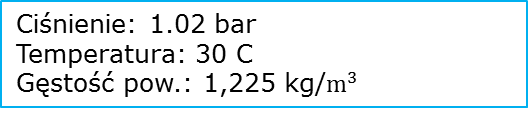 Ciśnienie: 1.02 bar
Temperatura: 30 C
Gęstość pow.: 1,225 kg/m³